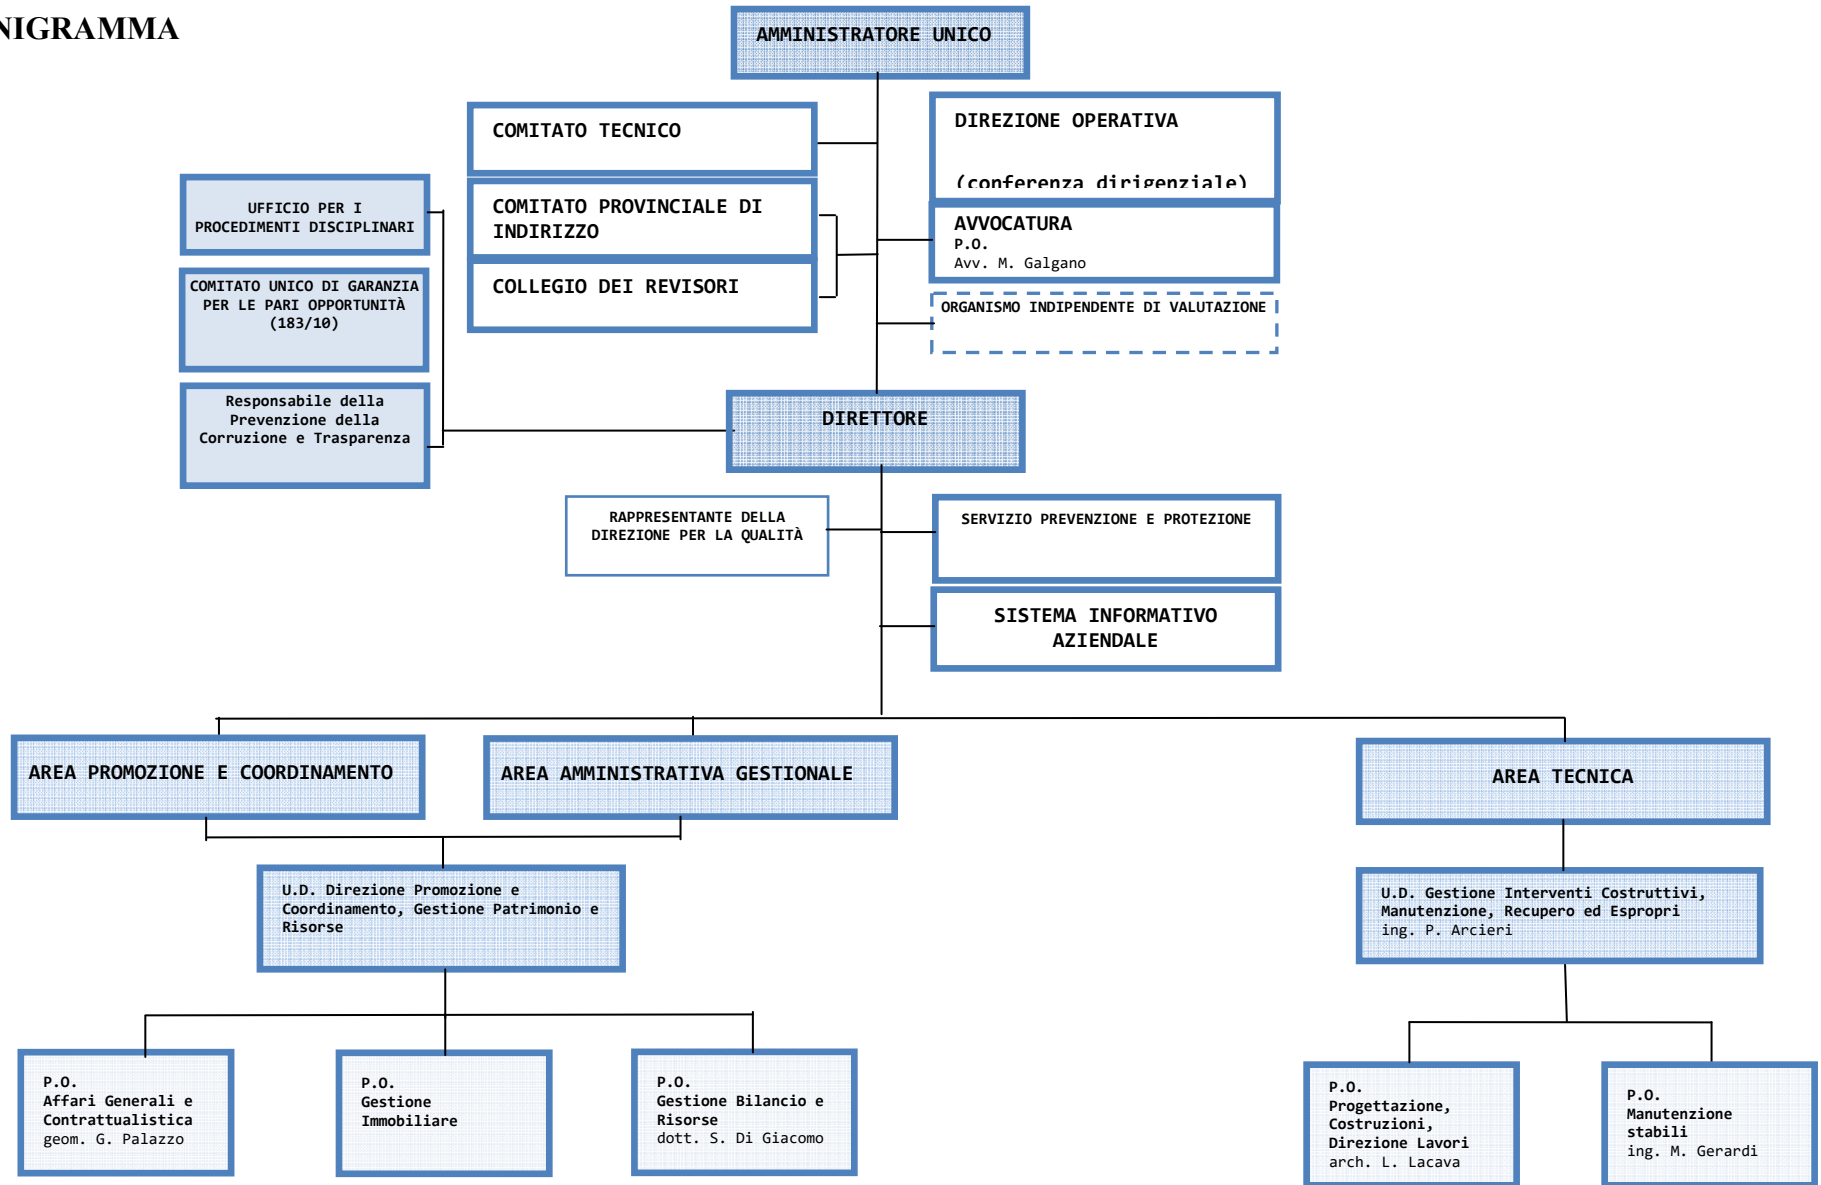 NIGRAMMA
AMMINISTRATORE UNICO
COMITATO TECNICO
DIREZIONE OPERATIVA
(conferenza dirigenziale)
UFFICIO PER I
PROCEDIMENTI DISCIPLINARI
COMITATO PROVINCIALE DI
INDIRIZZO
AVVOCATURA
P.O.
Avv. M. Galgano
COMITATO UNICO DI GARANZIA
PER LE PARI OPPORTUNITÀ
(183/10)
COLLEGIO DEI REVISORI
ORGANISMO INDIPENDENTE DI VALUTAZIONE
Responsabile della
Prevenzione della
Corruzione e Trasparenza
DIRETTORE
RAPPRESENTANTE DELLA
DIREZIONE PER LA QUALITÀ
SERVIZIO PREVENZIONE E PROTEZIONE
SISTEMA INFORMATIVO
AZIENDALE
AREA PROMOZIONE E COORDINAMENTO
AREA AMMINISTRATIVA GESTIONALE
AREA TECNICA
U.D. Direzione Promozione e
Coordinamento, Gestione Patrimonio e
Risorse
U.D. Gestione Interventi Costruttivi,
Manutenzione, Recupero ed Espropri
ing. P. Arcieri
P.O.
Affari Generali e
Contrattualistica
geom. G. Palazzo
P.O.
Gestione
Immobiliare
P.O.
Gestione Bilancio e
Risorse
dott. S. Di Giacomo
P.O.
Progettazione,
Costruzioni,
Direzione Lavori
arch. L. Lacava
P.O.
Manutenzione
stabili
ing. M. Gerardi